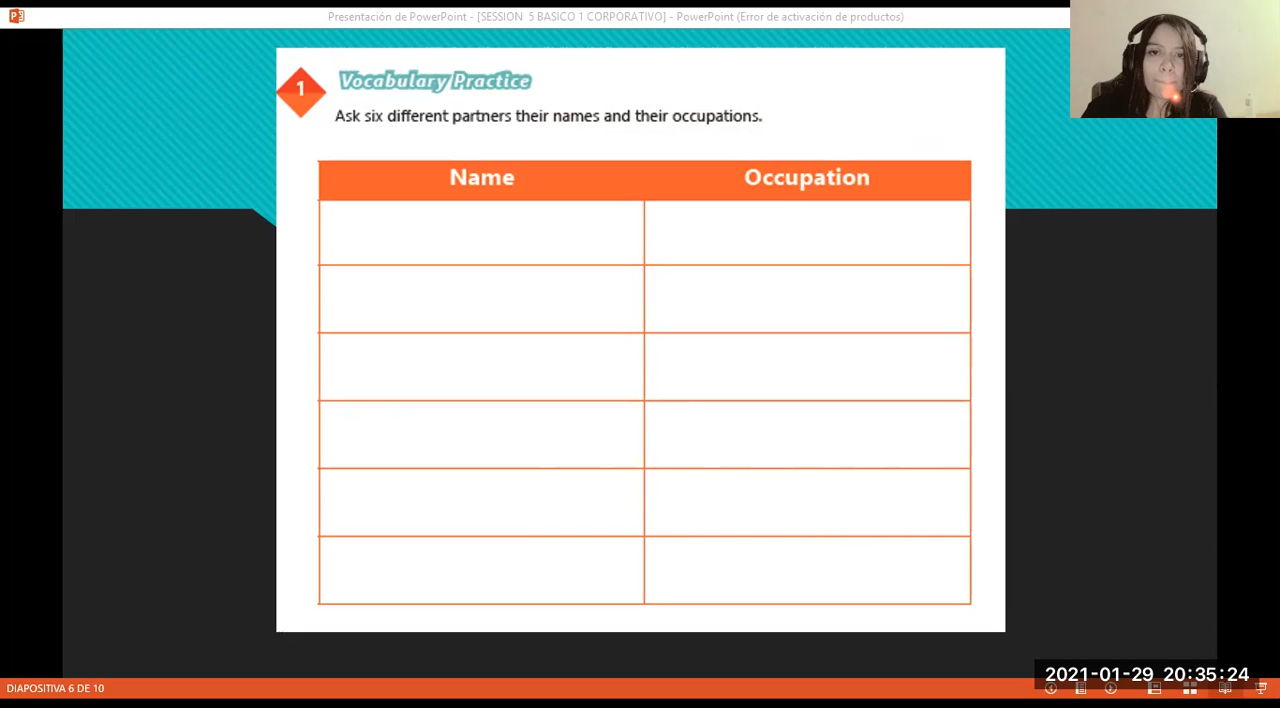 Presentación de PowerPoint - [SESSION  5 BASICO 1 CORPORATIVO] - PowerPoint (Error de activación de productos)
1
Vocabulary Practice
Ask six different partners their names and their occupations.
Name
Occupation
2021-01-29 20:35:24
DIAPOSITIVA 6 DE 10